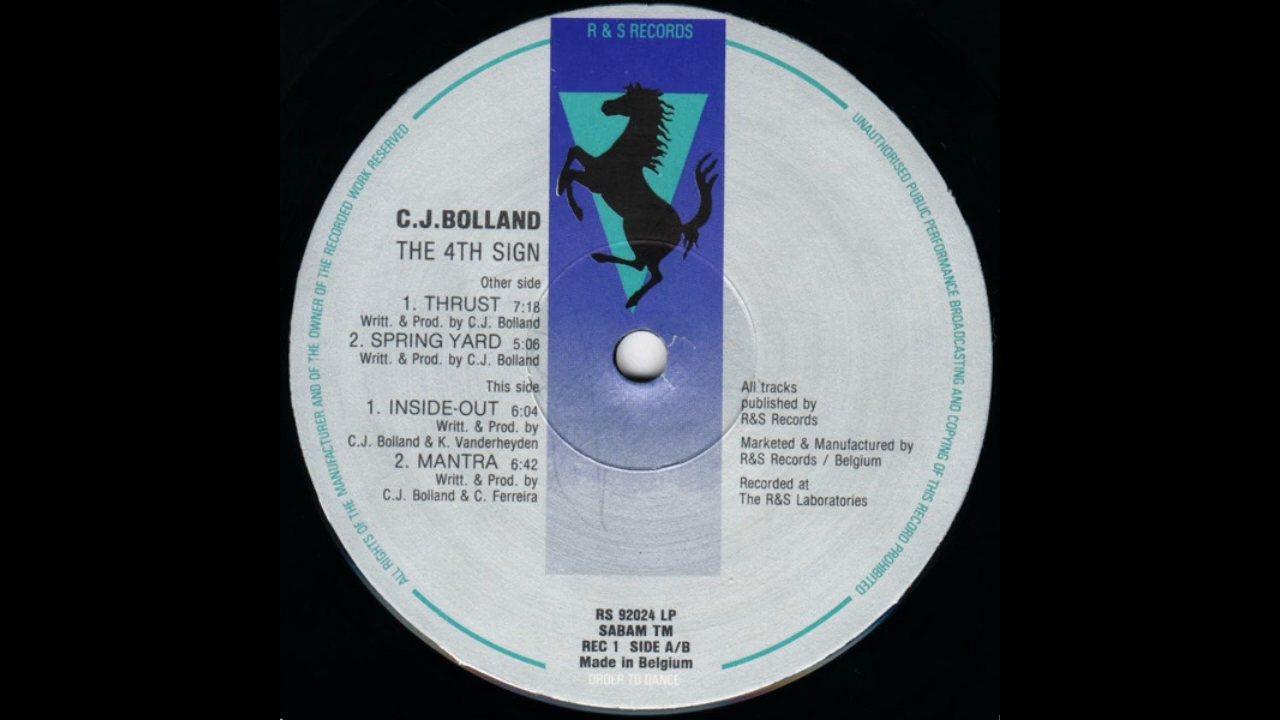 R & S RECORDS
ALL RIGHTS OF THE MANUFACTURER AND OF THE OWNER OF THE RECORDED WORK RESERVED
UNAUTHORISED PUBLIC PERFORMANCE BROADCASTING AND COPYING OF THIS RECORD PROHIBITED
C.J.BOLLAND
THE 4TH SIGN
Other side
1. THRUST 7:18
Writt. & Prod. by C.J. Bolland
2. SPRING YARD 5:06
Writt. & Prod. by C.J. Bolland
This side
1. INSIDE-OUT 6:04
Writt. & Prod. by
C.J. Bolland & K. Vanderheyden
2. MANTRA 6:42
Writt. & Prod. by
C.J. Bolland & C. Ferreira
All tracks
published by
R&S Records
Marketed & Manufactured by
R&S Records / Belgium
Recorded at
The R&S Laboratories
RS 92024 LP
SABAM TM
REC 1 SIDE A/B
Made in Belgium
ORDER TO DANCE